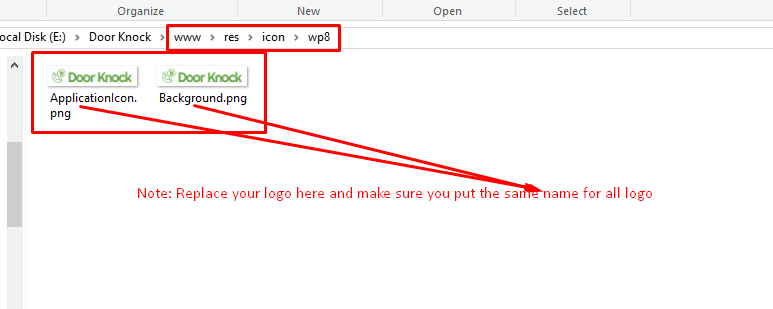 Organize New Open Select
ocal Disk (E:) > Door Knock > www > res > icon > wp8
Door Knock Door Knock
ApplicationIcon. Background.png
png
Note: Replace your logo here and make sure you put the same name for all logo